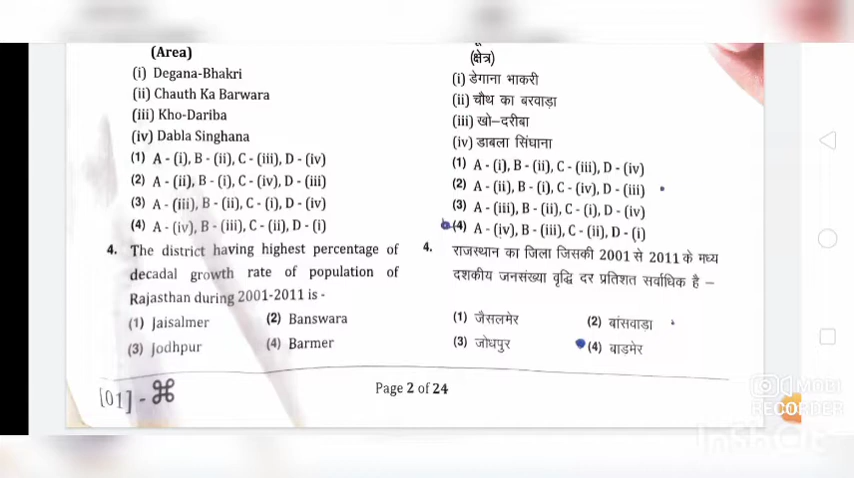 (Area)
(i) Degana-Bhakri
(ii) Chauth Ka Barwara
(iii) Kho-Dariba
(iv) Dabla Singhana
(1) A - (i), B - (ii), C - (iii), D - (iv)
(2) A - (ii), B - (i), C - (iv), D - (iii)
(3) A - (iii), B - (ii), C - (i), D - (iv)
(4) A - (iv), B - (iii), C - (ii), D - (i)
4. The district having highest percentage of
decadal growth rate of population of
Rajasthan during 2001-2011 is -
(1) Jaisalmer (2) Banswara
(3) Jodhpur (4) Barmer
(क्षेत्र)
(i) डेगाना भाकरी
(ii) चौथ का बरवाड़ा
(iii) खो-दरीबा
(iv) डाबला सिंघाना
(1) A - (i), B - (ii), C - (iii), D - (iv)
(2) A - (ii), B - (i), C - (iv), D - (iii)
(3) A - (iii), B - (ii), C - (i), D - (iv)
(4) A - (iv), B - (iii), C - (ii), D - (i)
4. राजस्थान का जिला जिसकी 2001 से 2011 के मध्य
दशकीय जनसंख्या वृद्धि दर प्रतिशत सर्वाधिक है –
(1) जैसलमेर (2) बांसवाडा
(3) जोधपुर (4) बाडमेर
[01] - ⌘
Page 2 of 24
MOBI
RECORDER
InShot